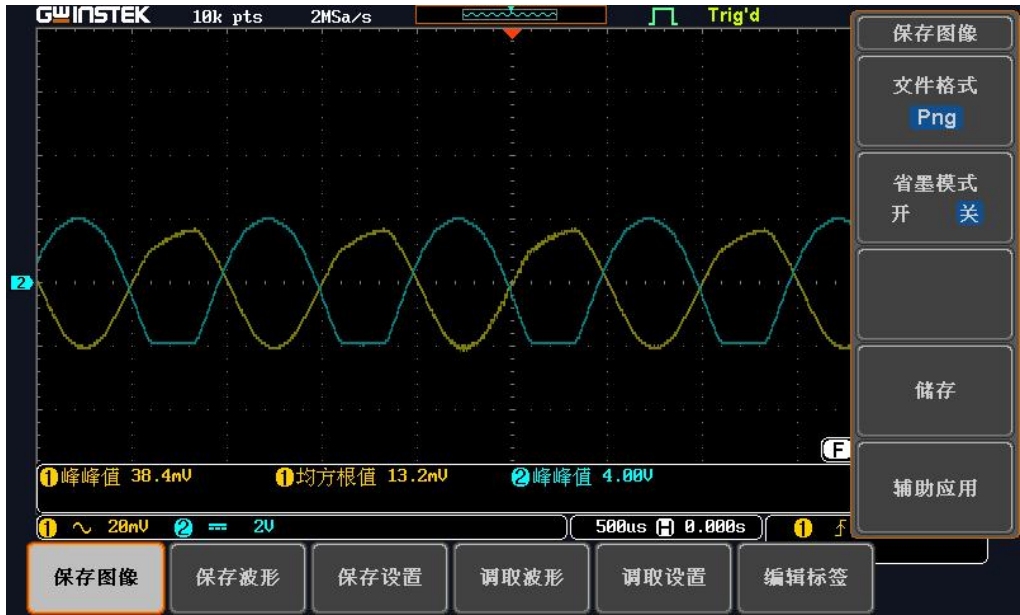 GWINSTEK 10k pts 2MSa/s Trig'd
保存图像
文件格式
Png
省墨模式
开 关
储存
辅助应用
2
F
1峰峰值 38.4mV 1均方根值 13.2mV 2峰峰值 4.00V
1 20mV 2 2V 500us H 0.000s 1
保存图像 保存波形 保存设置 调取波形 调取设置 编辑标签